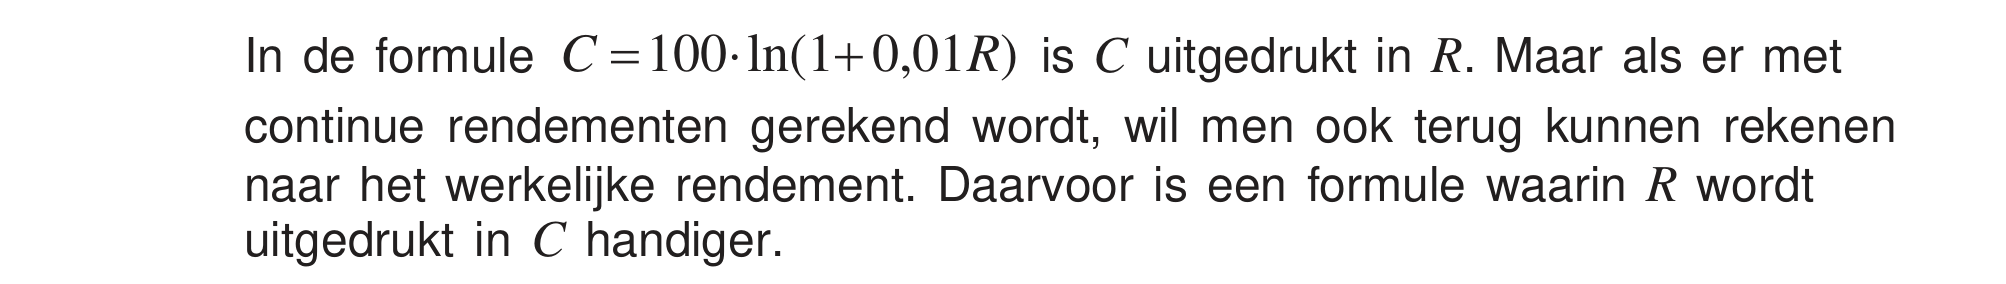 In de formule C = 100·ln(1+0,01R) is C uitgedrukt in R. Maar als er met
continue rendementen gerekend wordt, wil men ook terug kunnen rekenen
naar het werkelijke rendement. Daarvoor is een formule waarin R wordt
uitgedrukt in C handiger.